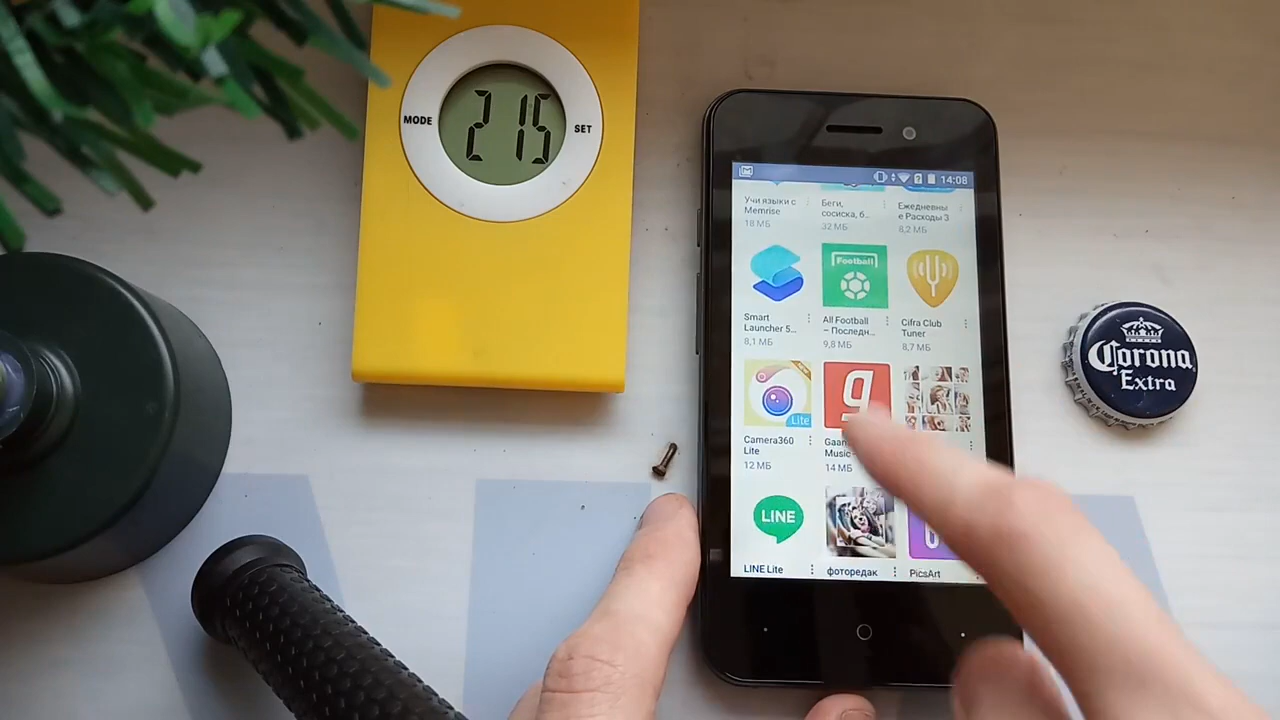 MODE
215
SET
14:08
Учи языки с
Memrise
18 МБ
Беги,
сосиска, б...
32 МБ
Ежедневны
е Расходы 3
8,2 МБ
Football
Smart
Launcher 5...
8,1 МБ
All Football
– Последн...
9,8 МБ
Cifra Club
Tuner
8,7 МБ
Lite
g
Camera360
Lite
12 МБ
Music
14 МБ
LINE
LINE Lite
фоторедак
PicsArt
Corona
Extra